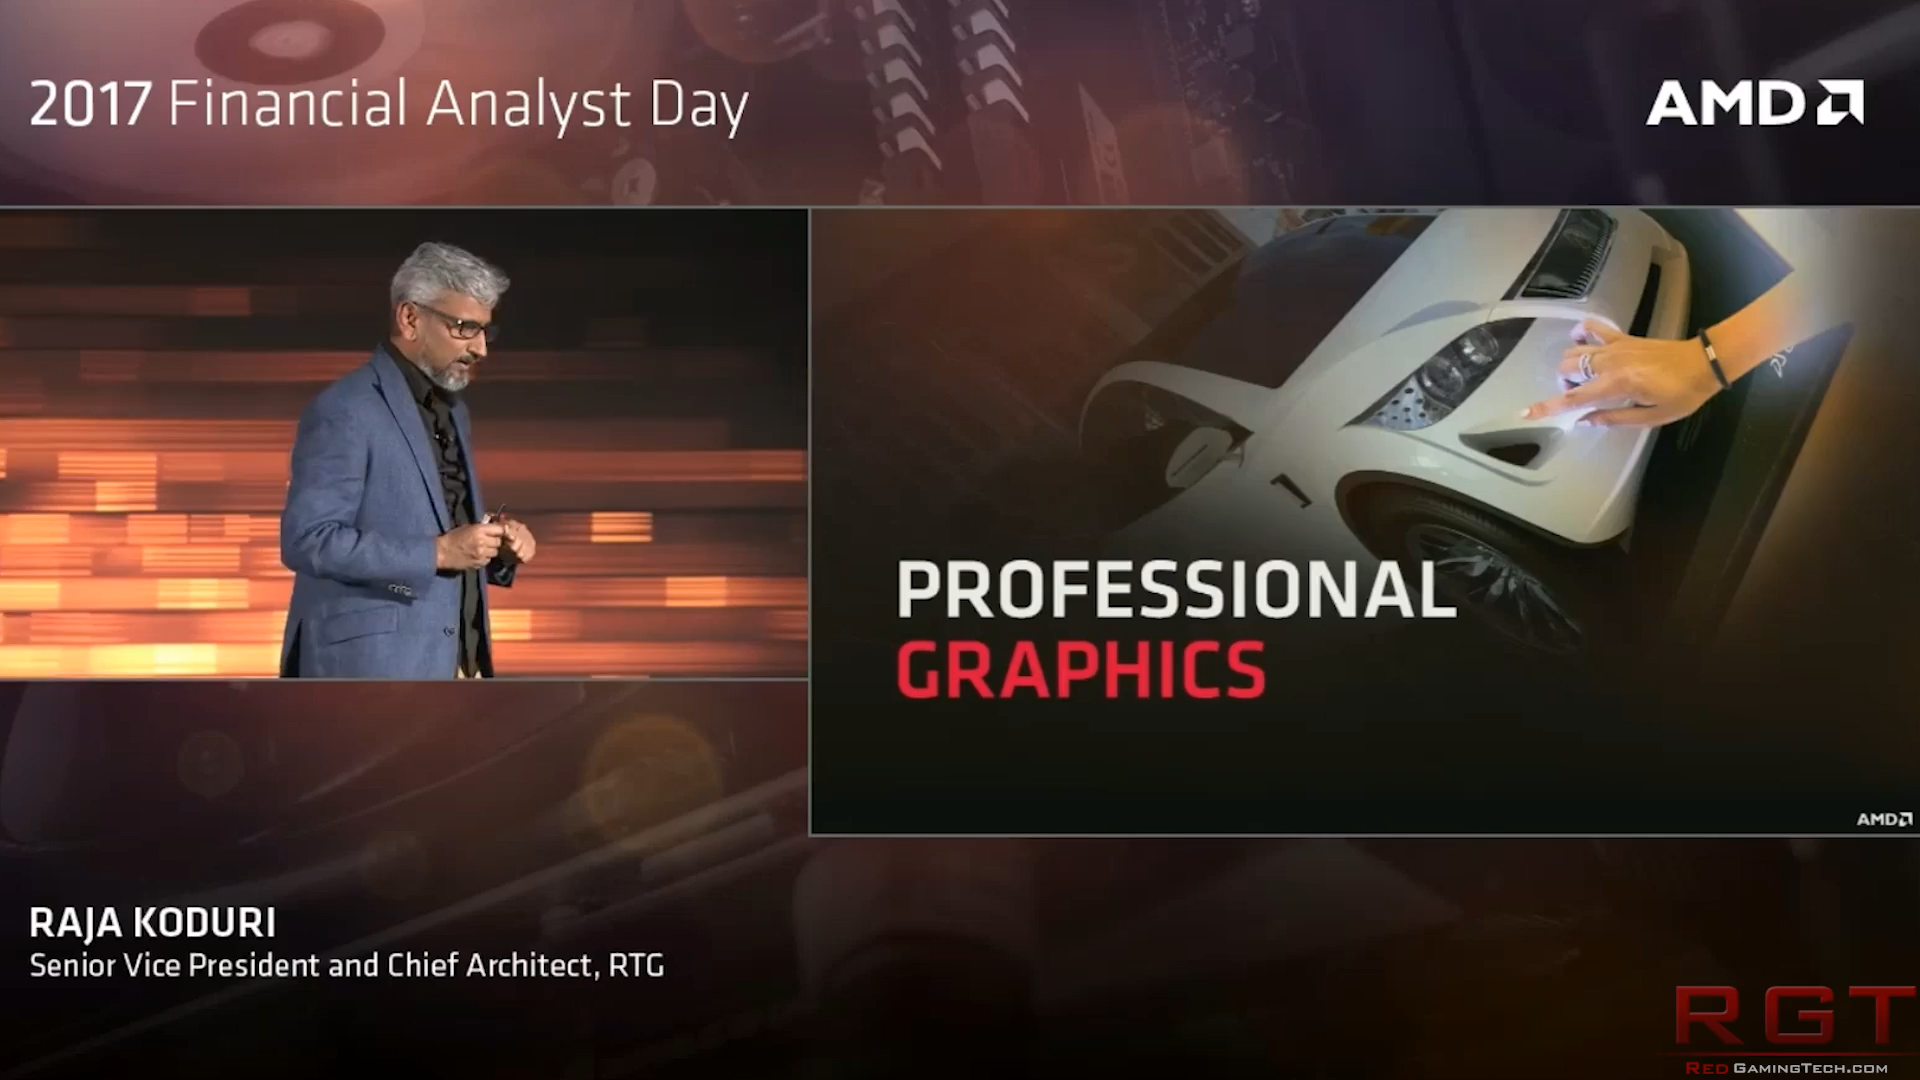 2017 Financial Analyst Day
AMD
PROFESSIONAL
GRAPHICS
AMD
RAJA KODURI
Senior Vice President and Chief Architect, RTG
RGT
REDGAMINGTECH.COM